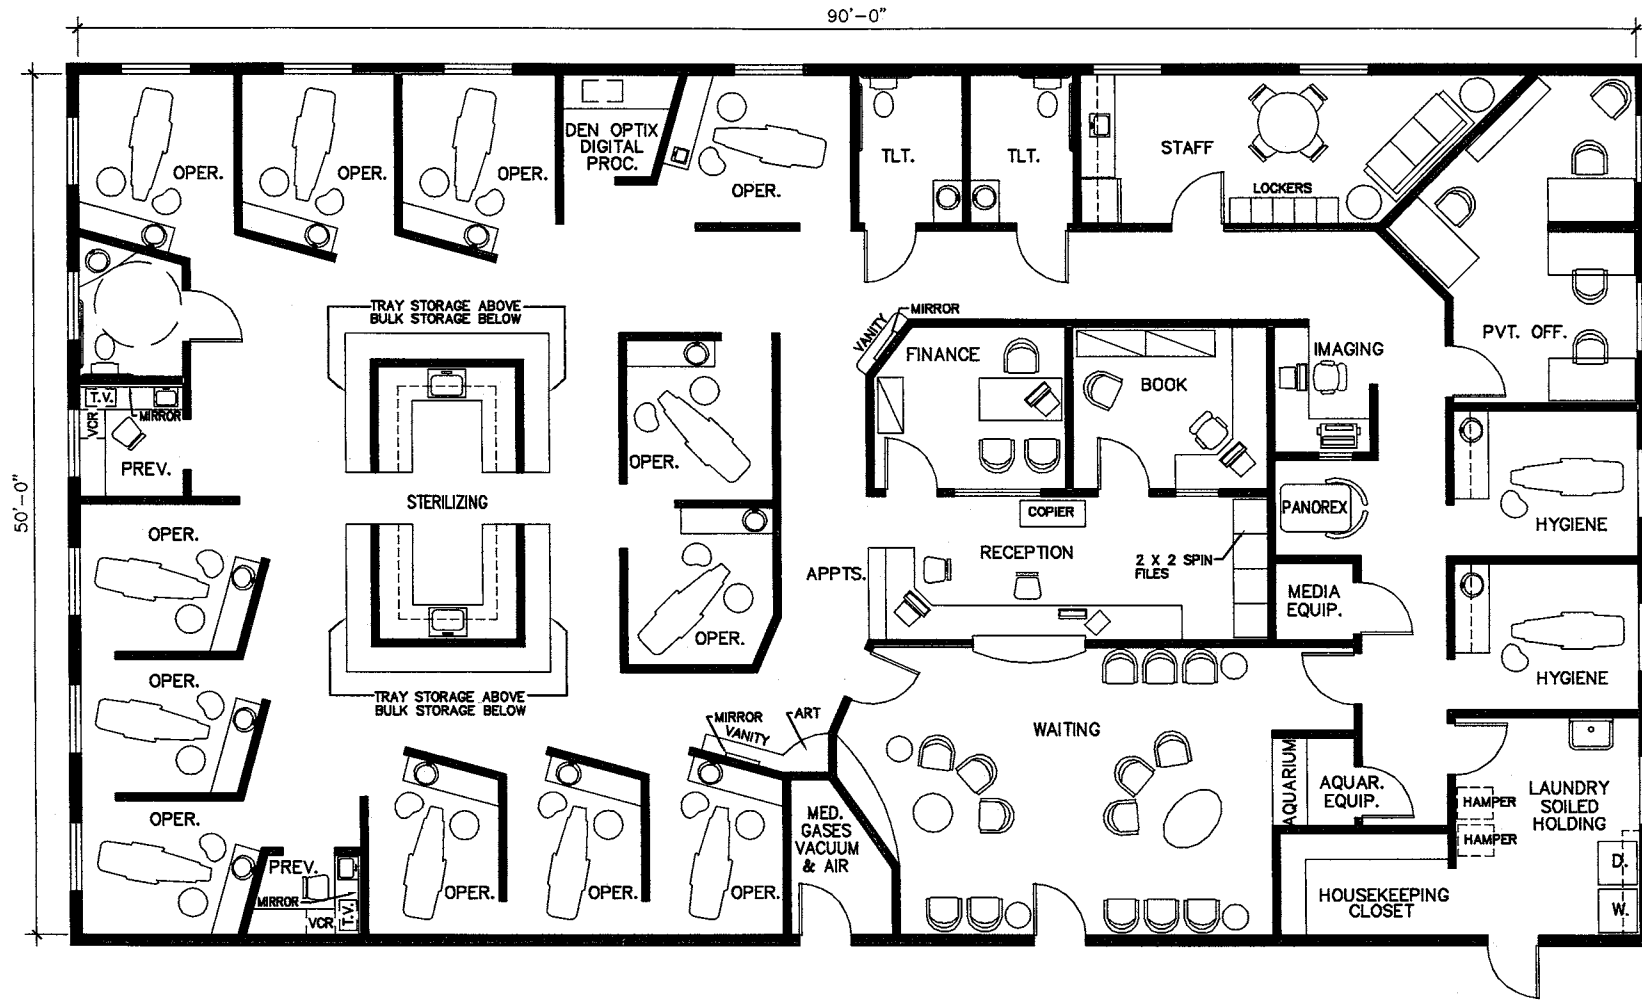 90'-0"
50'-0"
OPER.
OPER.
OPER.
DEN OPTIX
DIGITAL
PROC.
OPER.
TLT.
TLT.
STAFF
LOCKERS
TRAY STORAGE ABOVE
BULK STORAGE BELOW
VANITY
MIRROR
FINANCE
BOOK
IMAGING
PVT. OFF.
T.V.
VCR
MIRROR
PREV.
STERILIZING
OPER.
COPIER
PANOREX
HYGIENE
OPER.
APPTS.
RECEPTION
2 X 2 SPIN
FILES
MEDIA
EQUIP.
OPER.
HYGIENE
OPER.
TRAY STORAGE ABOVE
BULK STORAGE BELOW
MIRROR
VANITY
ART
WAITING
AQUARIUM
AQUAR.
EQUIP.
LAUNDRY
SOILED
HOLDING
HAMPER
HAMPER
OPER.
PREV.
MIRROR
VCR
T.V.
OPER.
OPER.
OPER.
MED.
GASES
VACUUM
& AIR
HOUSEKEEPING
CLOSET
D.
W.